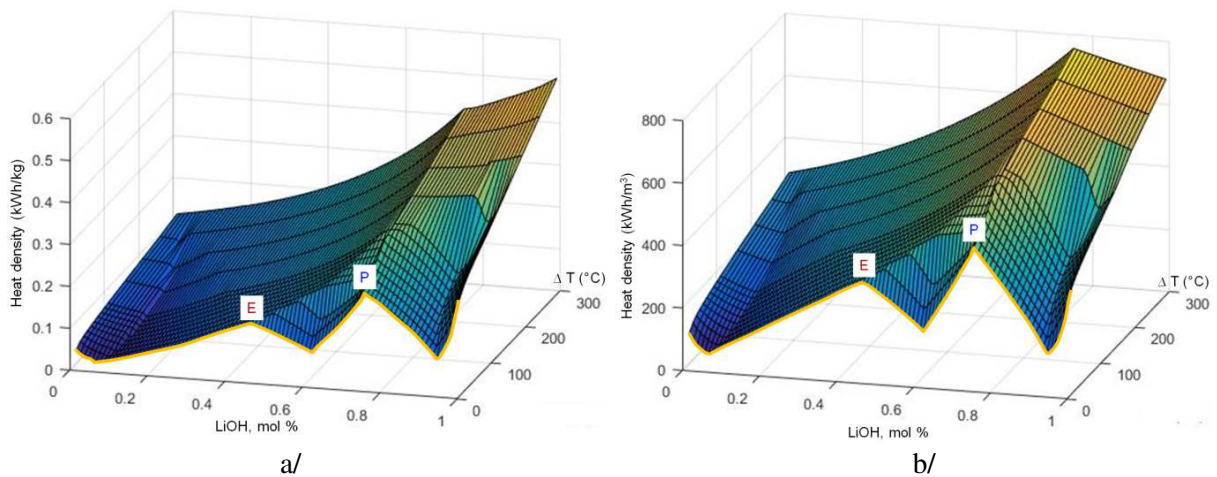 Heat density (kWh/kg)
0.6
0.5
0.4
0.3
0.2
0.1
0
0
0.2
0.4
0.6
0.8
1
LiOH, mol %
0
100
200
300
Δ T (°C)
E
P
a/
Heat density (kWh/m³)
800
600
400
200
0
0
0.2
0.4
0.6
0.8
1
LiOH, mol %
0
100
200
300
Δ T (°C)
E
P
b/